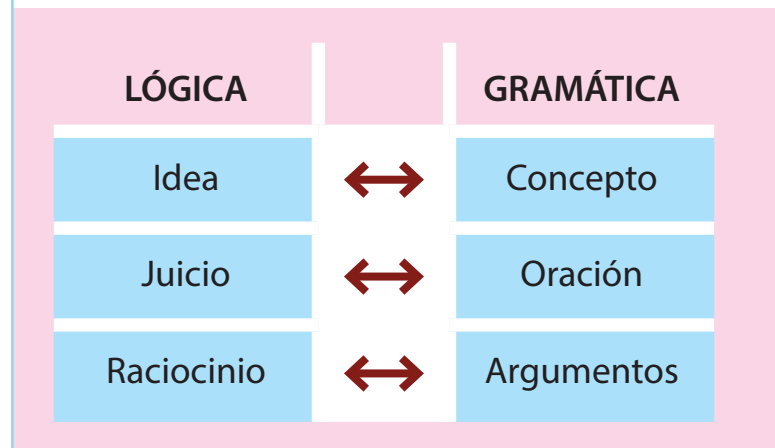 LÓGICA GRAMÁTICA
Idea Concepto
Juicio Oración
Raciocinio Argumentos